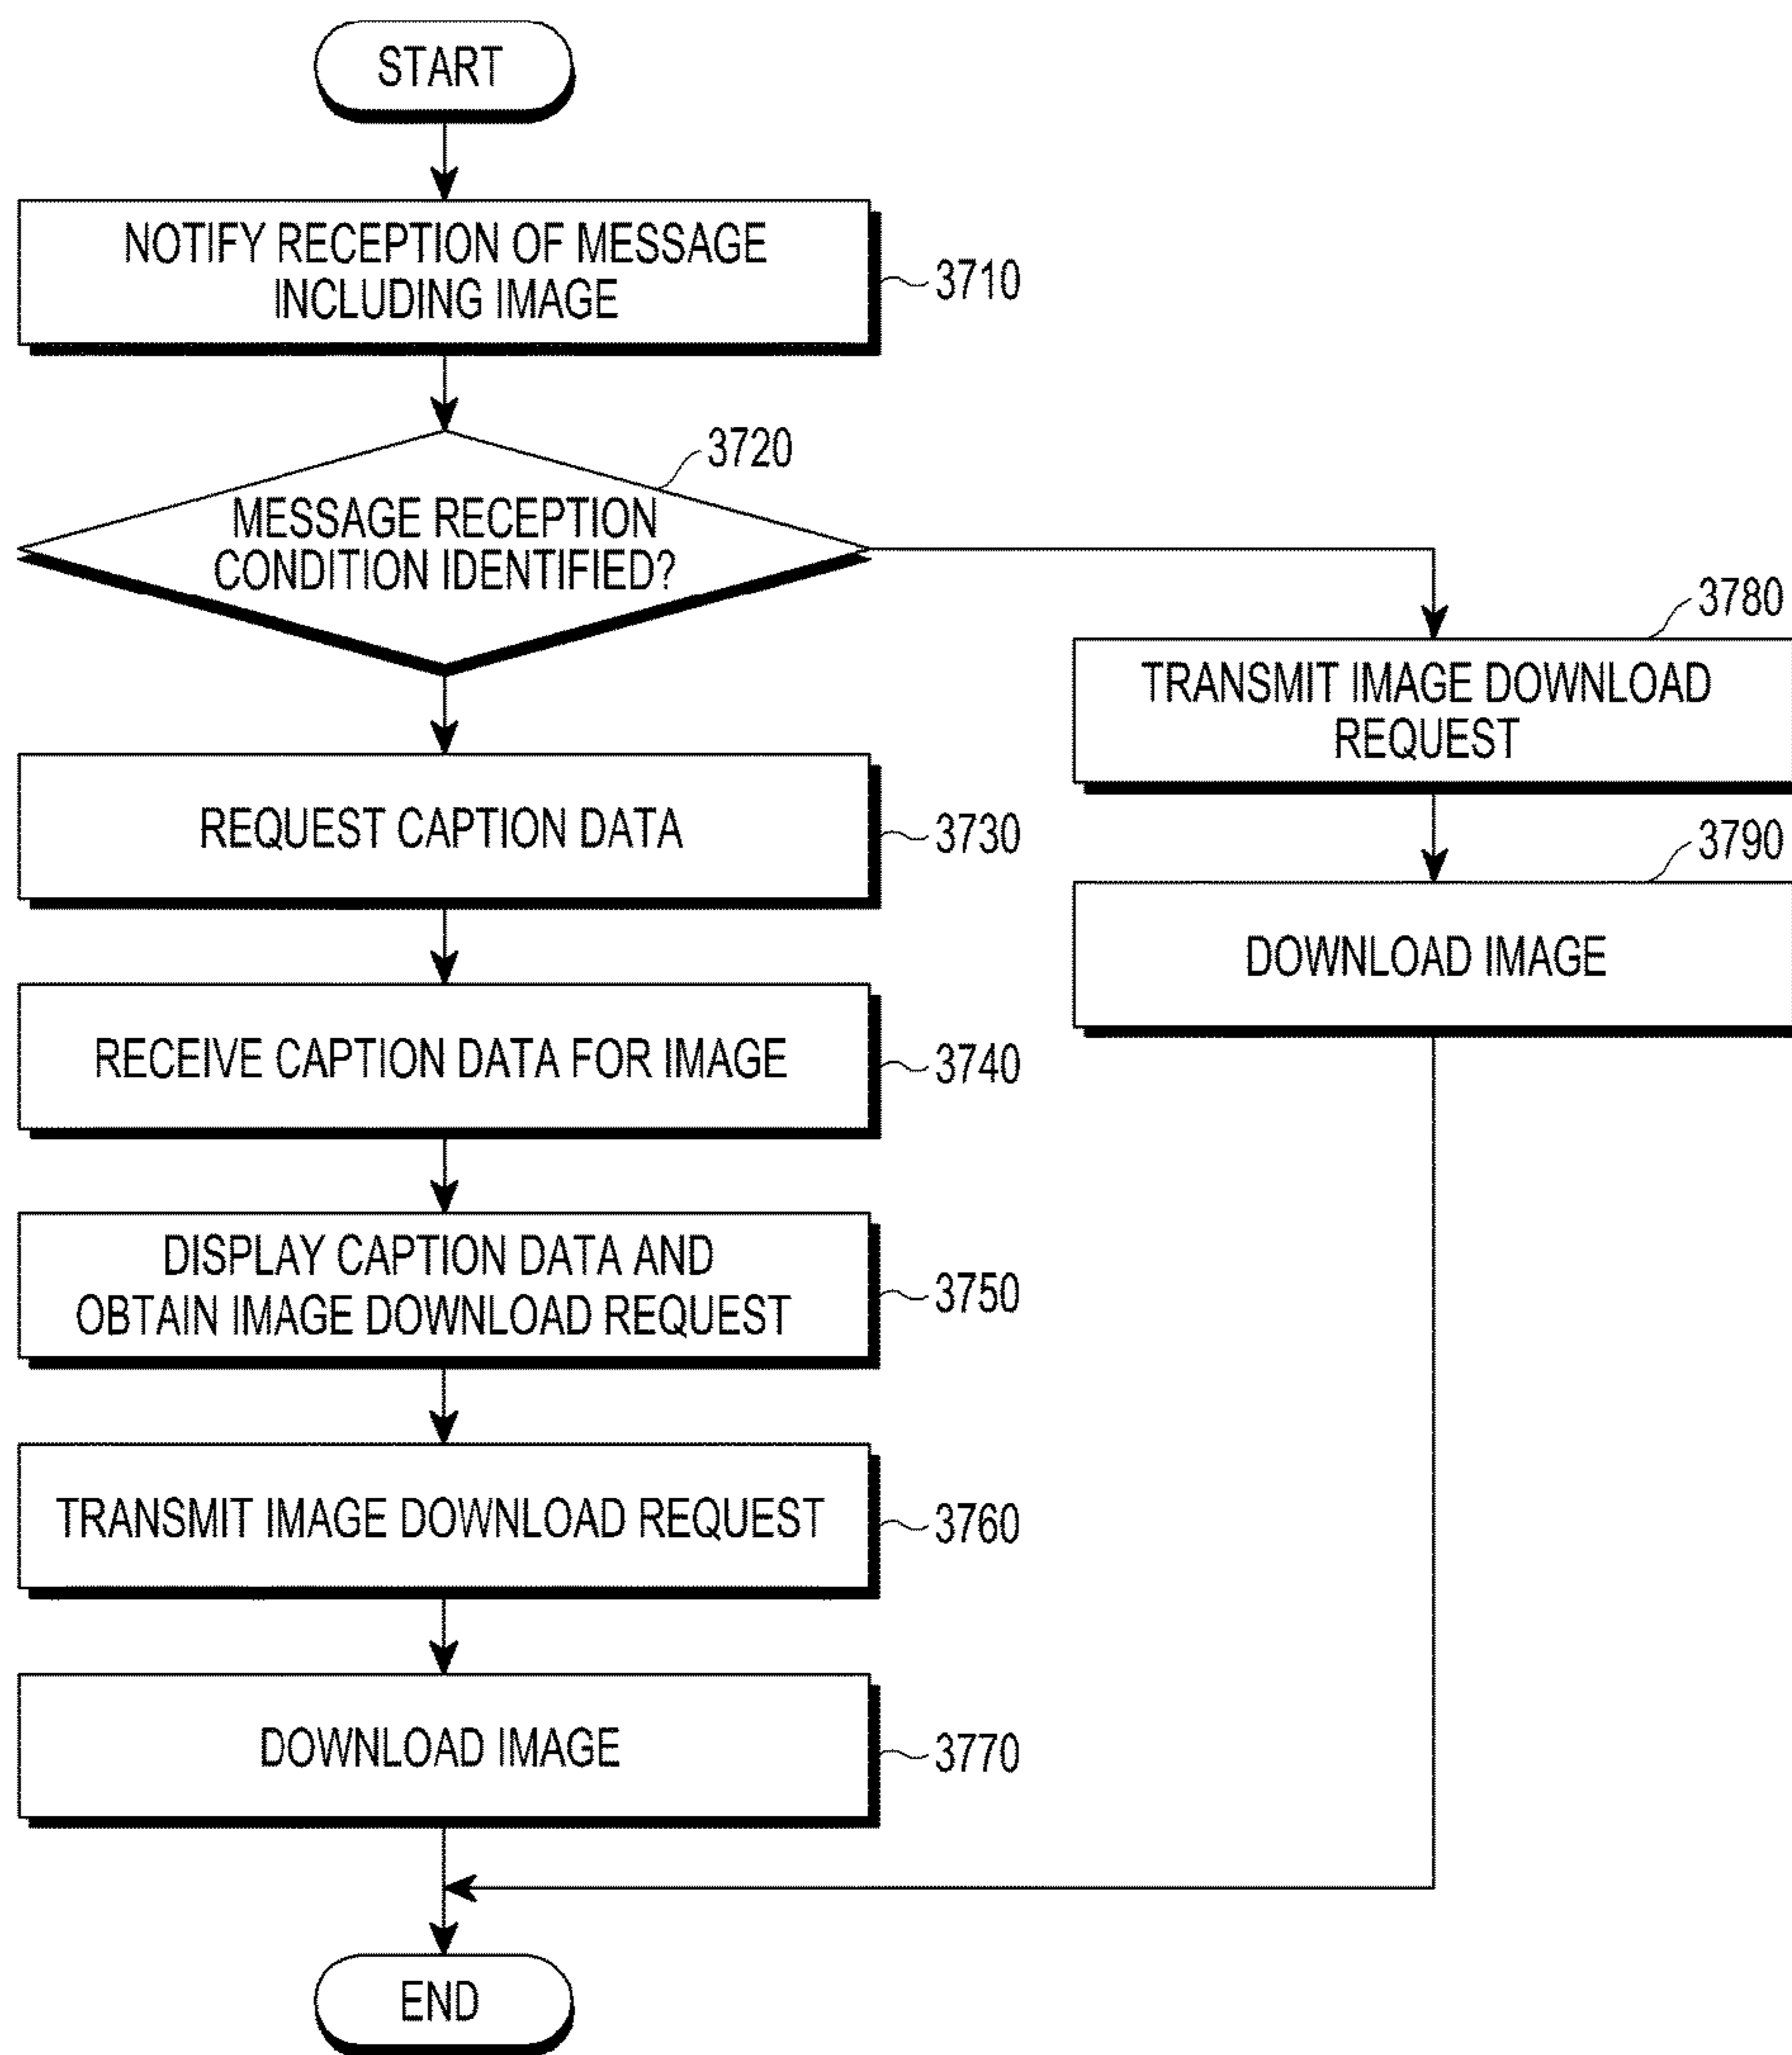 START
NOTIFY RECEPTION OF MESSAGE
INCLUDING IMAGE
3710
3720
MESSAGE RECEPTION
CONDITION IDENTIFIED?
3780
TRANSMIT IMAGE DOWNLOAD
REQUEST
REQUEST CAPTION DATA
3730
3790
DOWNLOAD IMAGE
RECEIVE CAPTION DATA FOR IMAGE
3740
DISPLAY CAPTION DATA AND
OBTAIN IMAGE DOWNLOAD REQUEST
3750
TRANSMIT IMAGE DOWNLOAD REQUEST
3760
DOWNLOAD IMAGE
3770
END